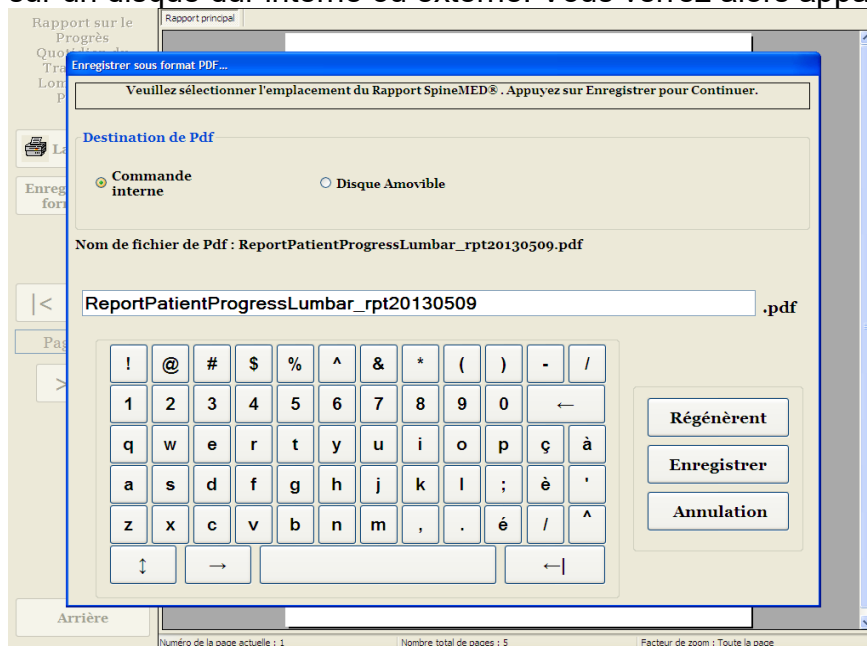 Rapport sur le
Progrès
Rapport principal
Enregistrer sous format PDF...
Veuillez sélectionner l'emplacement du Rapport SpineMED® . Appuyez sur Enregistrer pour Continuer.
Destination de Pdf
Commande
interne
Disque Amovible
Nom de fichier de Pdf : ReportPatientProgressLumbar_rpt20130509.pdf
ReportPatientProgressLumbar_rpt20130509
.pdf
|<
>
! @ # $ % ^ & * ( ) - /
1 2 3 4 5 6 7 8 9 0 ←
q w e r t y u i o p ç à
a s d f g h j k l ; è '
z x c v b n m , . é / ^
↕ → ←|
Régénèrent
Enregistrer
Annulation
Arrière
Numéro de la page actuelle : 1
Nombre total de pages : 5
Facteur de zoom : Toute la page